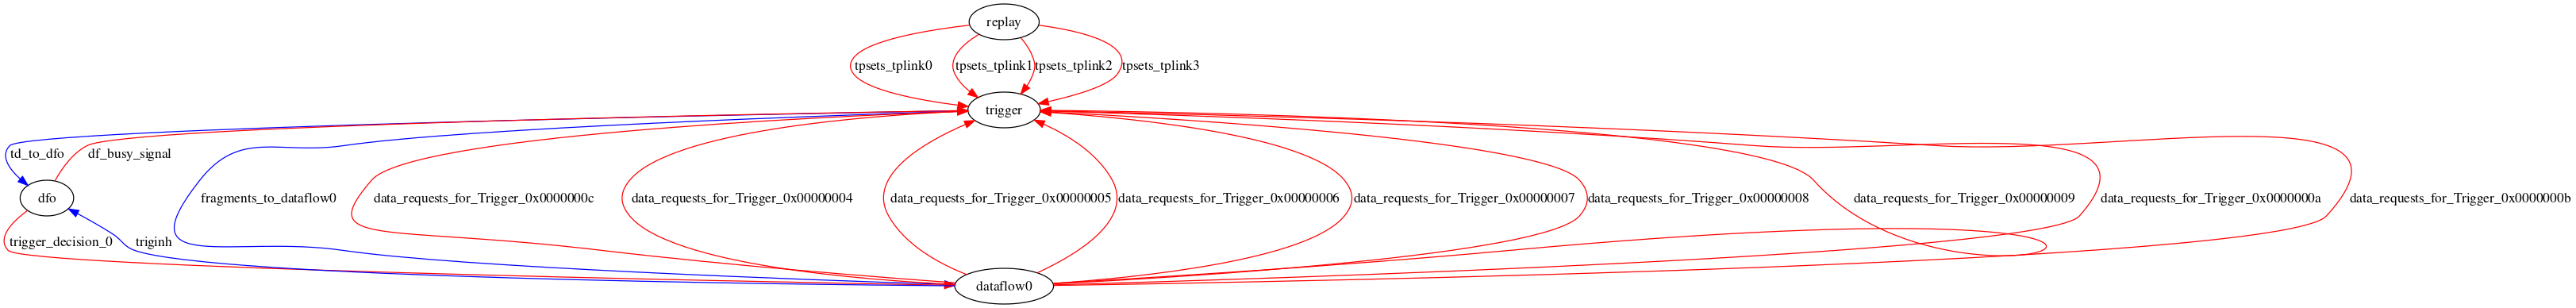 replay
tpsets_tplink0
tpsets_tplink1
tpsets_tplink2
tpsets_tplink3
trigger
td_to_dfo
df_busy_signal
dfo
fragments_to_dataflow0
data_requests_for_Trigger_0x0000000c
data_requests_for_Trigger_0x00000004
data_requests_for_Trigger_0x00000005
data_requests_for_Trigger_0x00000006
data_requests_for_Trigger_0x00000007
data_requests_for_Trigger_0x00000008
data_requests_for_Trigger_0x00000009
data_requests_for_Trigger_0x0000000a
data_requests_for_Trigger_0x0000000b
trigger_decision_0
triginh
dataflow0